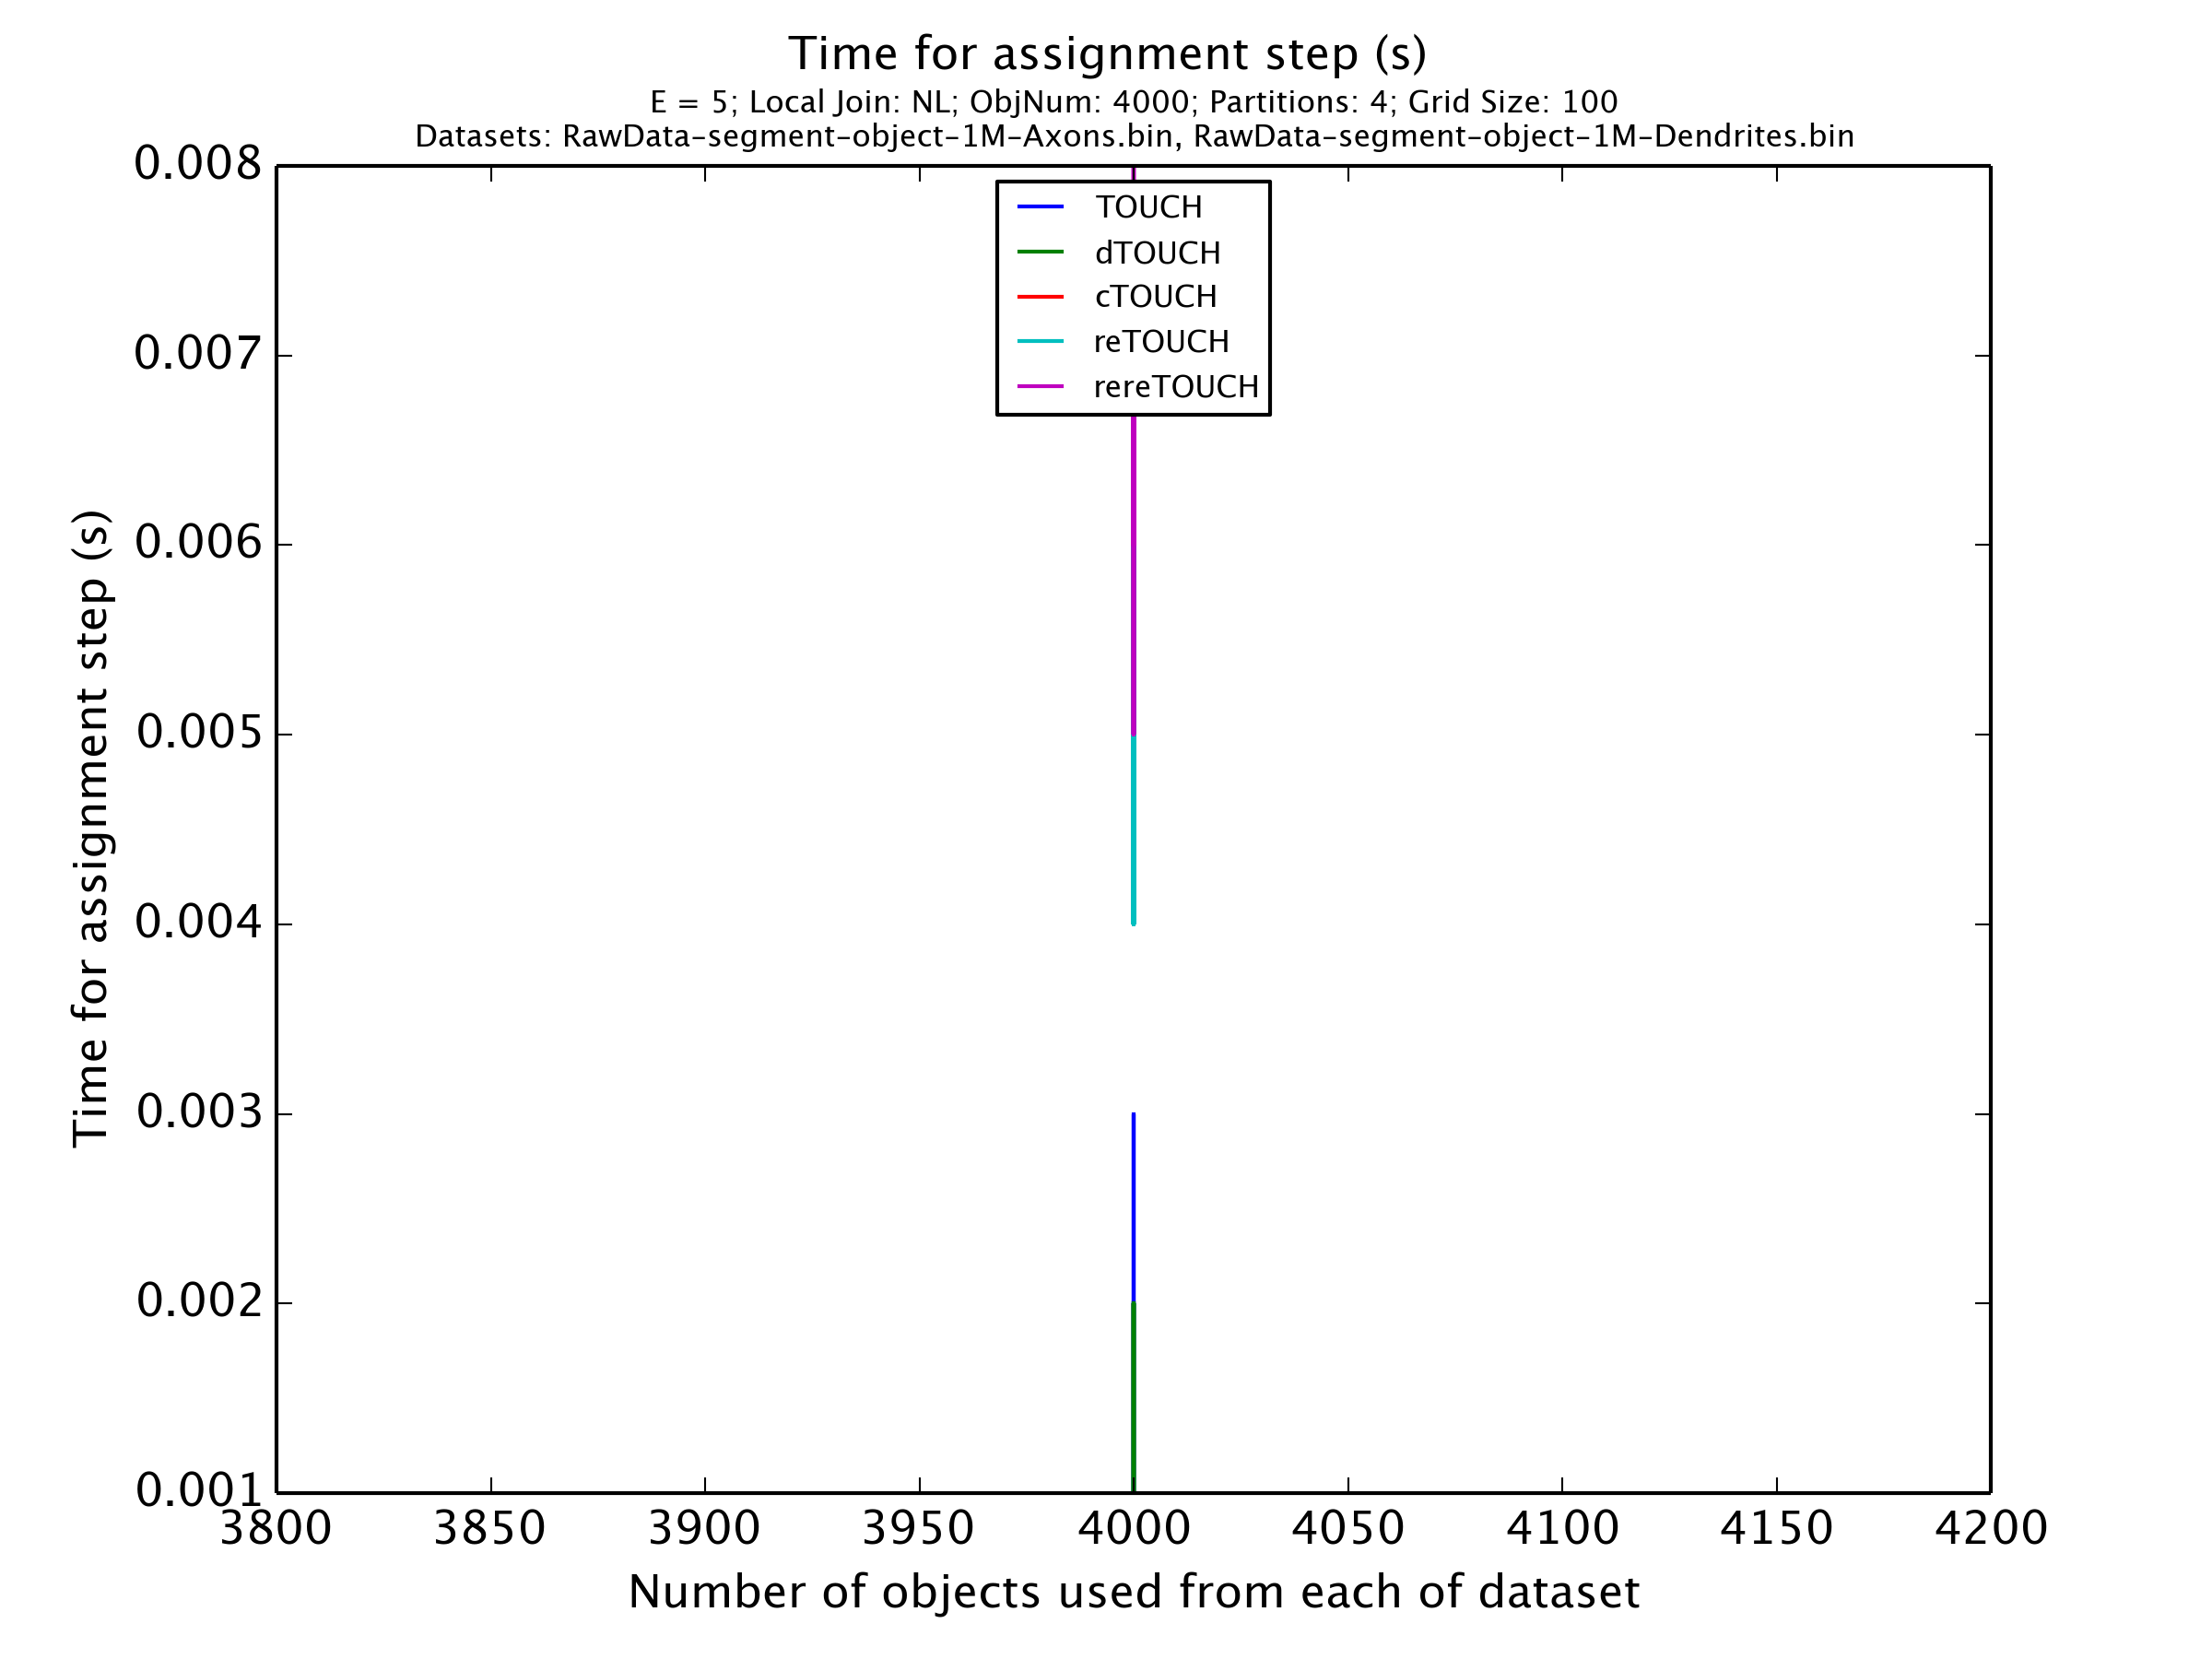 Time for assignment step (s)
E = 5; Local Join: NL; ObjNum: 4000; Partitions: 4; Grid Size: 100
Datasets: RawData-segment-object-1M-Axons.bin, RawData-segment-object-1M-Dendrites.bin
TOUCH
dTOUCH
cTOUCH
reTOUCH
rereTOUCH
Time for assignment step (s)
0.008
0.007
0.006
0.005
0.004
0.003
0.002
0.001
3800 3850 3900 3950 4000 4050 4100 4150 4200
Number of objects used from each of dataset